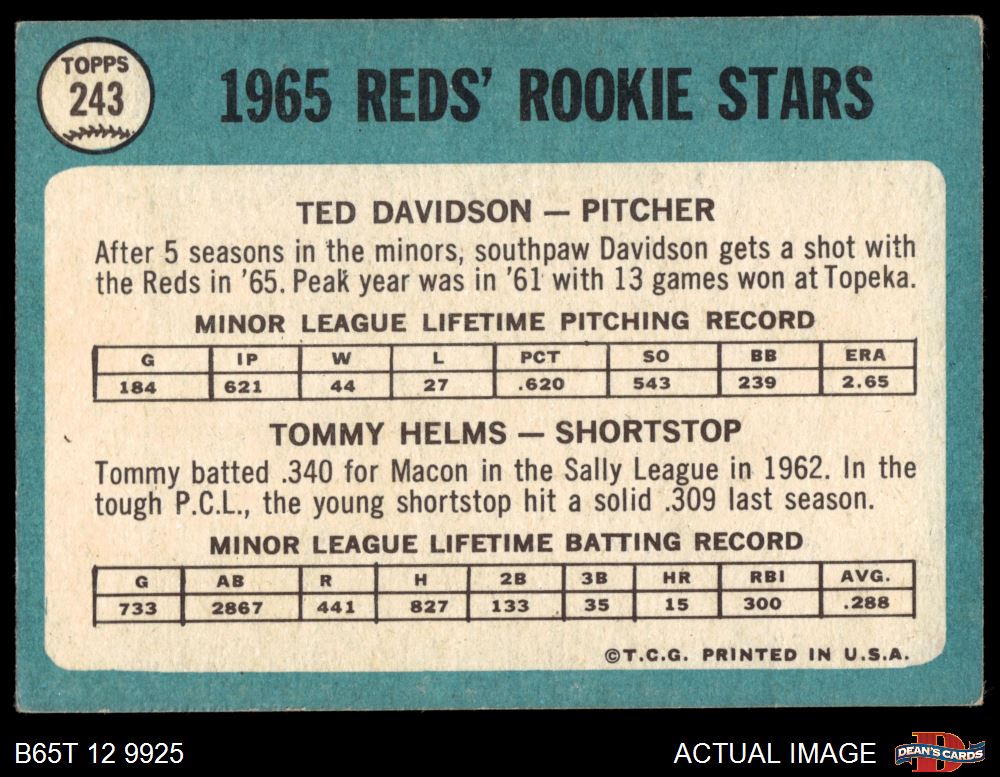 TOPPS
243
1965 REDS' ROOKIE STARS
TED DAVIDSON — PITCHER
After 5 seasons in the minors, southpaw Davidson gets a shot with
the Reds in '65. Peak year was in '61 with 13 games won at Topeka.
MINOR LEAGUE LIFETIME PITCHING RECORD
G IP W L PCT SO BB ERA
184 621 44 27 .620 543 239 2.65
TOMMY HELMS — SHORTSTOP
Tommy batted .340 for Macon in the Sally League in 1962. In the
tough P.C.L., the young shortstop hit a solid .309 last season.
MINOR LEAGUE LIFETIME BATTING RECORD
G AB R H 2B 3B HR RBI AVG.
733 2867 441 827 133 35 15 300 .288
©T.C.G. PRINTED IN U.S.A.
B65T 12 9925
ACTUAL IMAGE
D
DEAN'S CARDS